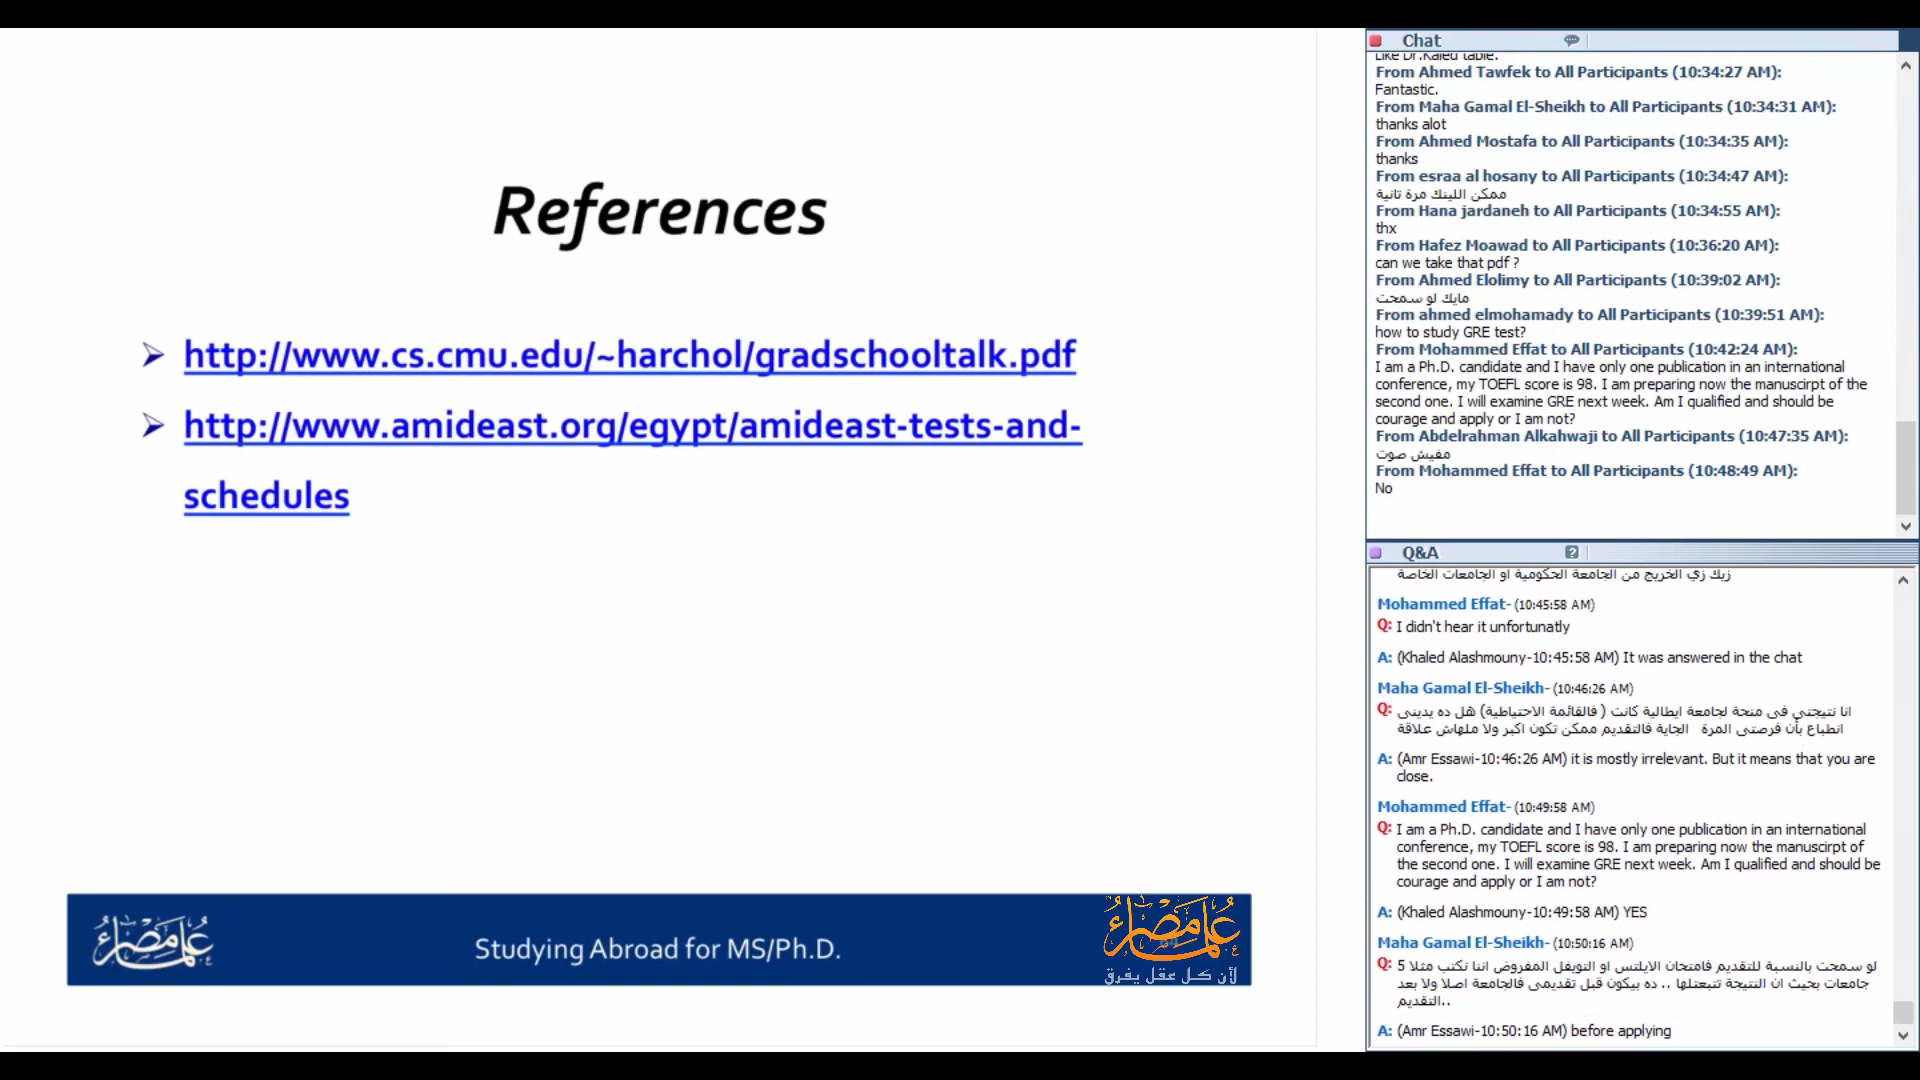 References
➢ http://www.cs.cmu.edu/~harchol/gradschooltalk.pdf
➢ http://www.amideast.org/egypt/amideast-tests-and-
schedules
علماء مصر
Studying Abroad for MS/Ph.D.
علماء مصر
لأن كل عقل يفرق
Chat
Like Dr.Kaled table.
From Ahmed Tawfek to All Participants (10:34:27 AM):
Fantastic.
From Maha Gamal El-Sheikh to All Participants (10:34:31 AM):
thanks alot
From Ahmed Mostafa to All Participants (10:34:35 AM):
thanks
From esraa al hosany to All Participants (10:34:47 AM):
ممكن اللينك مرة تانية
From Hana jardaneh to All Participants (10:34:55 AM):
thx
From Hafez Moawad to All Participants (10:36:20 AM):
can we take that pdf ?
From Ahmed Elolimy to All Participants (10:39:02 AM):
مايك لو سمحت
From ahmed elmohamady to All Participants (10:39:51 AM):
how to study GRE test?
From Mohammed Effat to All Participants (10:42:24 AM):
I am a Ph.D. candidate and I have only one publication in an international
conference, my TOEFL score is 98. I am preparing now the manuscirpt of the
second one. I will examine GRE next week. Am I qualified and should be
courage and apply or I am not?
From Abdelrahman Alkahwaji to All Participants (10:47:35 AM):
مفيش صوت
From Mohammed Effat to All Participants (10:48:49 AM):
No
Q&A
زيك زي الخريج من الجامعة الحكومية او الجامعات الخاصة
Mohammed Effat- (10:45:58 AM)
Q: I didn't hear it unfortunatly
A: (Khaled Alashmouny-10:45:58 AM) It was answered in the chat
Maha Gamal El-Sheikh- (10:46:26 AM)
Q: انا نتيجتي فى منحة لجامعة ايطالية كانت ( فالقائمة الاحتياطية) هل ده يدينى
انطباع بأن فرصتى المرة الجاية فالتقديم ممكن تكون اكبر ولا ملهاش علاقة
A: (Amr Essawi-10:46:26 AM) it is mostly irrelevant. But it means that you are
close.
Mohammed Effat- (10:49:58 AM)
Q: I am a Ph.D. candidate and I have only one publication in an international
conference, my TOEFL score is 98. I am preparing now the manuscirpt of
the second one. I will examine GRE next week. Am I qualified and should be
courage and apply or I am not?
A: (Khaled Alashmouny-10:49:58 AM) YES
Maha Gamal El-Sheikh- (10:50:16 AM)
Q: لو سمحت بالنسبة للتقديم فامتحان الايلتس او التويفل المفروض اننا نكتب مثلا 5
جامعات بحيث ان النتيجة تتبعتلها .. ده بيكون قبل تقديمى فالجامعة اصلا ولا بعد
التقديم..
A: (Amr Essawi-10:50:16 AM) before applying